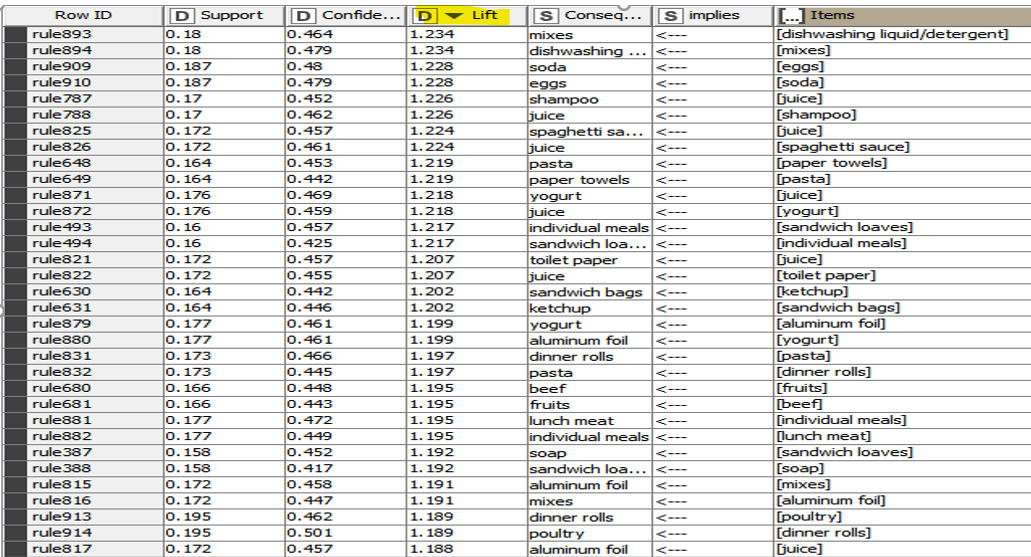 Row ID D Support D Confide... D Lift S Conseq... S implies [...] Items
rule893 0.18 0.464 1.234 mixes <--- [dishwashing liquid/detergent]
rule894 0.18 0.479 1.234 dishwashing ... <--- [mixes]
rule909 0.187 0.48 1.228 soda <--- [eggs]
rule910 0.187 0.479 1.228 eggs <--- [soda]
rule787 0.17 0.452 1.226 shampoo <--- [juice]
rule788 0.17 0.462 1.226 juice <--- [shampoo]
rule825 0.172 0.457 1.224 spaghetti sa... <--- [juice]
rule826 0.172 0.461 1.224 juice <--- [spaghetti sauce]
rule648 0.164 0.453 1.219 pasta <--- [paper towels]
rule649 0.164 0.442 1.219 paper towels <--- [pasta]
rule871 0.176 0.469 1.218 yogurt <--- [juice]
rule872 0.176 0.459 1.218 juice <--- [yogurt]
rule493 0.16 0.457 1.217 individual meals <--- [sandwich loaves]
rule494 0.16 0.425 1.217 sandwich loa... <--- [individual meals]
rule821 0.172 0.457 1.207 toilet paper <--- [juice]
rule822 0.172 0.455 1.207 juice <--- [toilet paper]
rule630 0.164 0.442 1.202 sandwich bags <--- [ketchup]
rule631 0.164 0.446 1.202 ketchup <--- [sandwich bags]
rule879 0.177 0.461 1.199 yogurt <--- [aluminum foil]
rule880 0.177 0.461 1.199 aluminum foil <--- [yogurt]
rule831 0.173 0.466 1.197 dinner rolls <--- [pasta]
rule832 0.173 0.445 1.197 pasta <--- [dinner rolls]
rule680 0.166 0.448 1.195 beef <--- [fruits]
rule681 0.166 0.443 1.195 fruits <--- [beef]
rule881 0.177 0.472 1.195 lunch meat <--- [individual meals]
rule882 0.177 0.449 1.195 individual meals <--- [lunch meat]
rule387 0.158 0.452 1.192 soap <--- [sandwich loaves]
rule388 0.158 0.417 1.192 sandwich loa... <--- [soap]
rule815 0.172 0.458 1.191 aluminum foil <--- [mixes]
rule816 0.172 0.447 1.191 mixes <--- [aluminum foil]
rule913 0.195 0.462 1.189 dinner rolls <--- [poultry]
rule914 0.195 0.501 1.189 poultry <--- [dinner rolls]
rule817 0.172 0.457 1.188 aluminum foil <--- [juice]